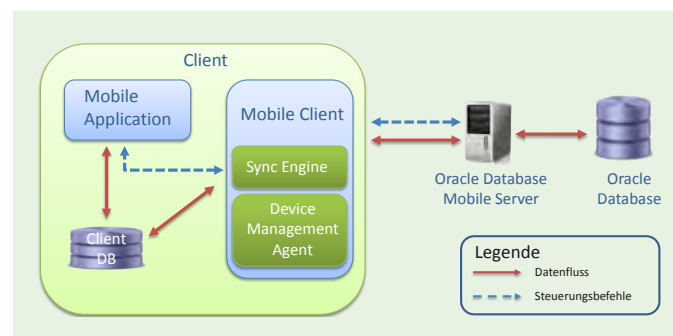 Client
Mobile
Application
Mobile Client
Sync Engine
Device
Management
Agent
Client
DB
Oracle Database
Mobile Server
Oracle
Database
Legende
Datenfluss
Steuerungsbefehle